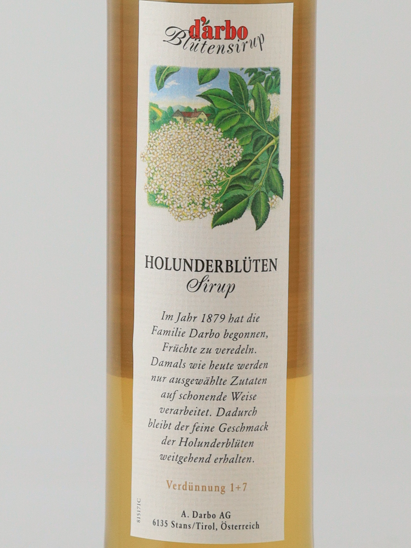 d'arbo
Blütensirup
HOLUNDERBLÜTEN
Sirup
Im Jahr 1879 hat die
Familie Darbo begonnen,
Früchte zu veredeln.
Damals wie heute werden
nur ausgewählte Zutaten
auf schonende Weise
verarbeitet. Dadurch
bleibt der feine Geschmack
der Holunderblüten
weitgehend erhalten.
Verdünnung 1+7
A. Darbo AG
6135 Stans/Tirol, Österreich